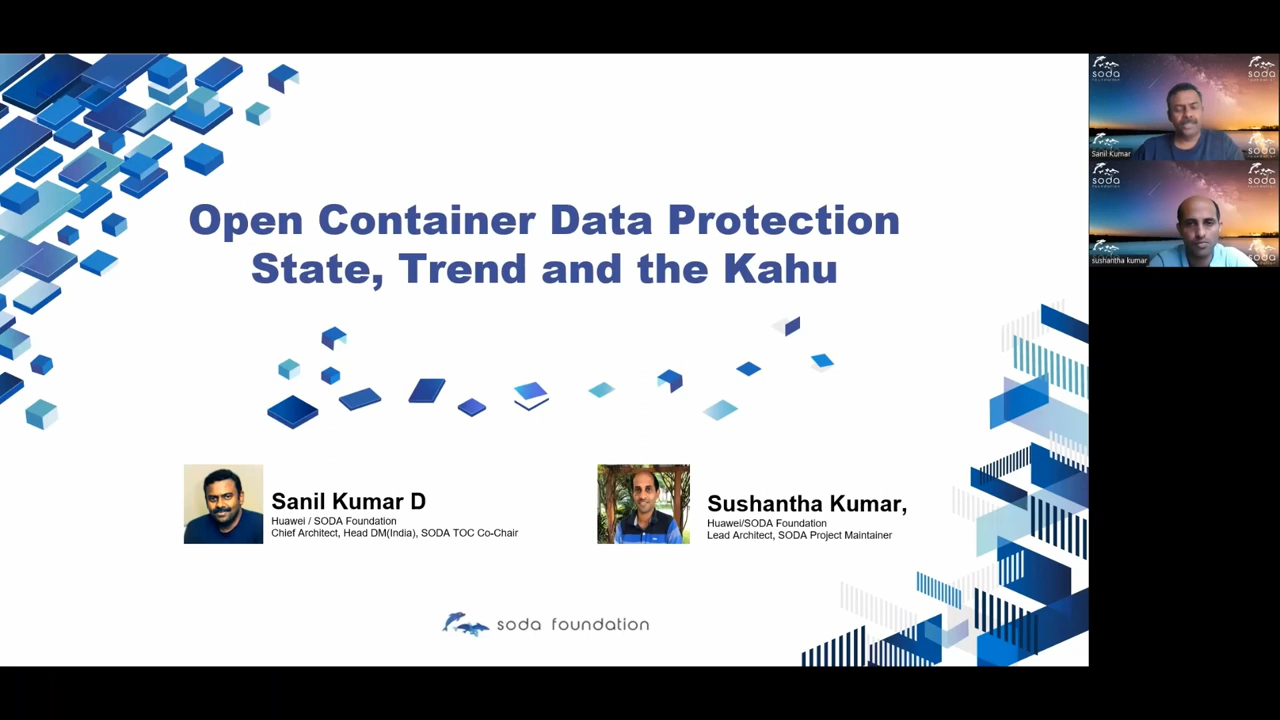 Open Container Data Protection
State, Trend and the Kahu
Sanil Kumar D
Huawei / SODA Foundation
Chief Architect, Head DM(India), SODA TOC Co-Chair
Sushantha Kumar,
Huawei/SODA Foundation
Lead Architect, SODA Project Maintainer
soda foundation
soda
Sanil Kumar
soda
sushantha kumar